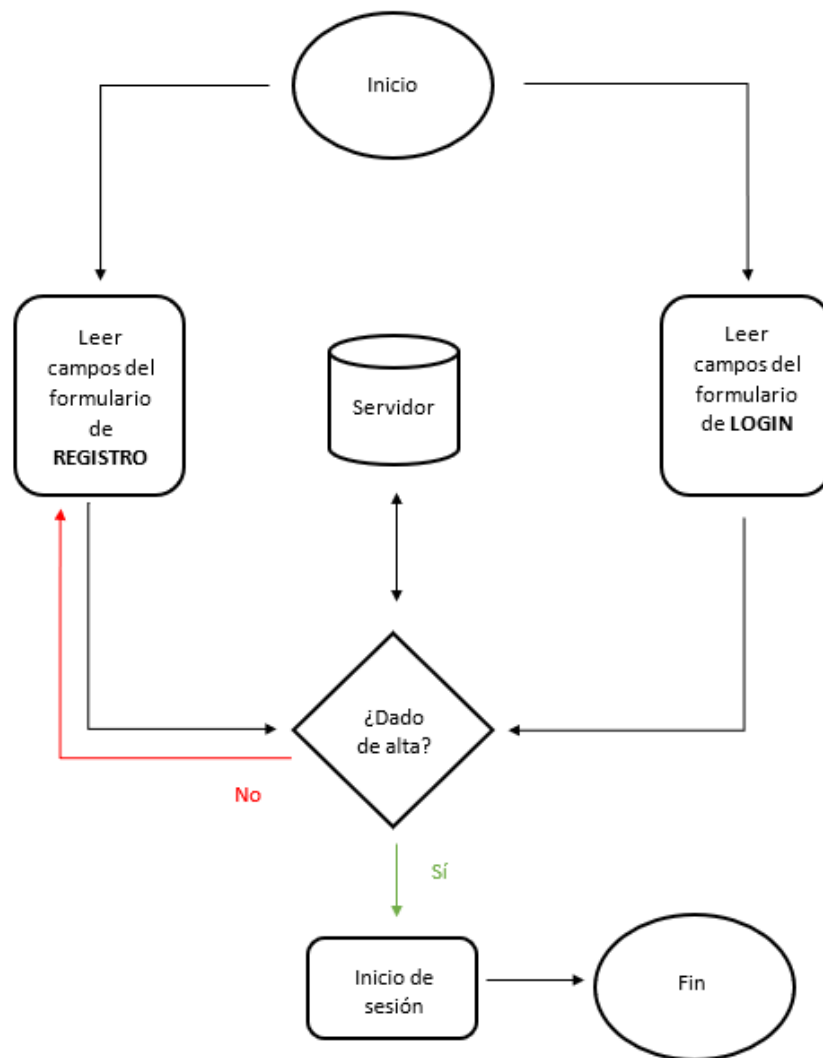 Inicio
Leer
campos del
formulario
de
REGISTRO
Servidor
Leer
campos del
formulario
de LOGIN
¿Dado
de alta?
No
Sí
Inicio de
sesión
Fin